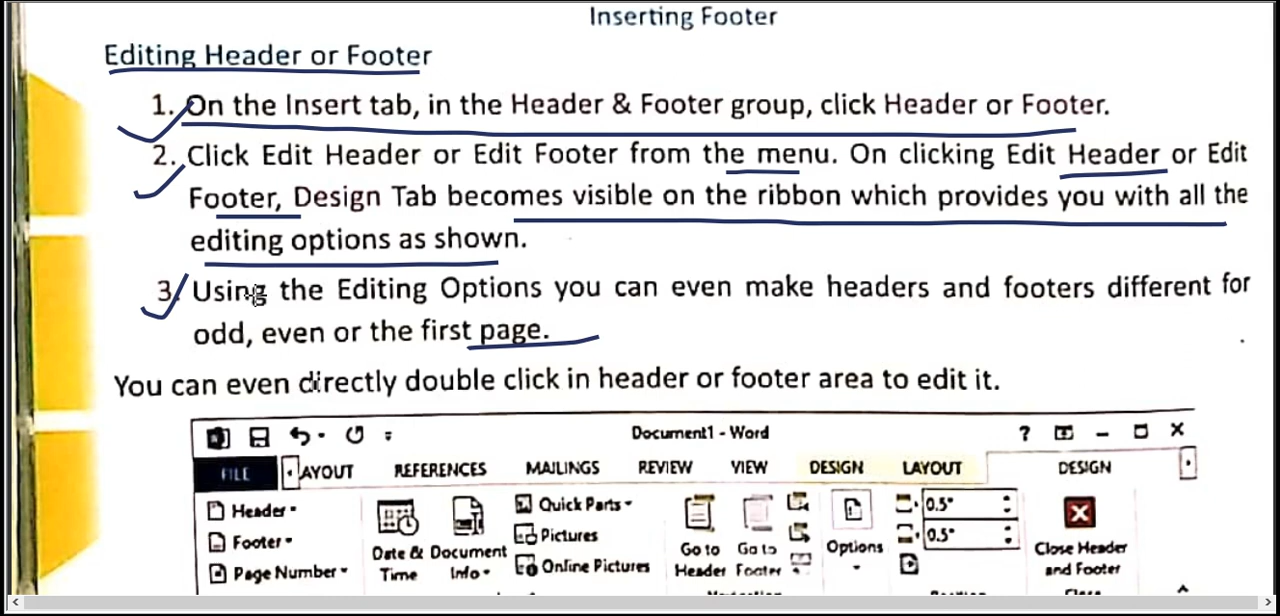 Inserting Footer
Editing Header or Footer
1. On the Insert tab, in the Header & Footer group, click Header or Footer.
2. Click Edit Header or Edit Footer from the menu. On clicking Edit Header or Edit
Footer, Design Tab becomes visible on the ribbon which provides you with all the
editing options as shown.
3. Using the Editing Options you can even make headers and footers different for
odd, even or the first page.
You can even directly double click in header or footer area to edit it.
Document1 - Word
FILE AYOUT REFERENCES MAILINGS REVIEW VIEW DESIGN LAYOUT DESIGN
Header
Footer
Page Number
Date &
Time
Document
Info
Quick Parts
Pictures
Online Pictures
Go to
Header
Go to
Footer
Options
0.5"
0.5"
Close Header
and Footer